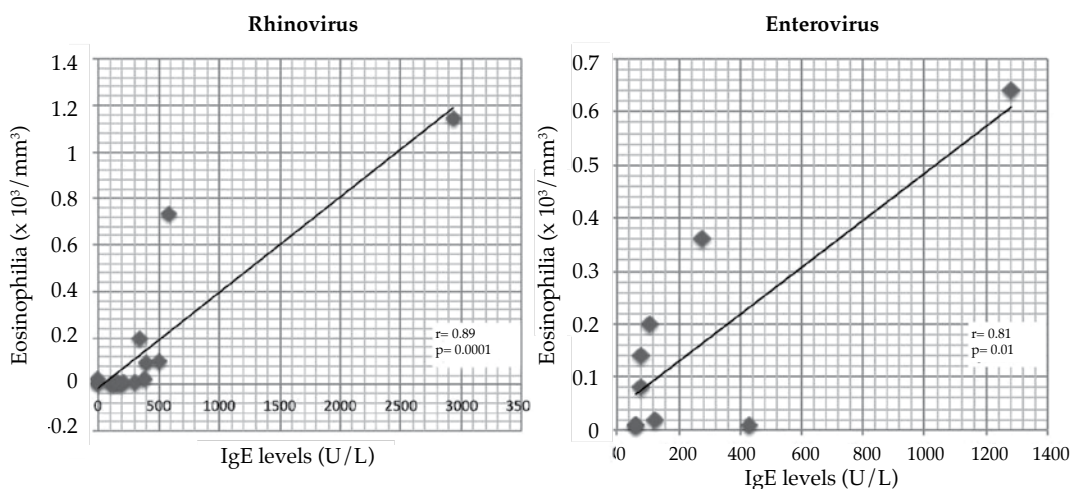 Rhinovirus
Eosinophilia (x 10³/mm³)
1.4
1.2
1
0.8
0.6
0.4
0.2
0
-0.2
0 500 1000 1500 2000 2500 3000 350
r= 0.89
p= 0.0001
IgE levels (U/L)
Enterovirus
Eosinophilia (x 10³/mm³)
0.7
0.6
0.5
0.4
0.3
0.2
0.1
0
0 200 400 600 800 1000 1200 1400
r= 0.81
p= 0.01
IgE levels (U/L)